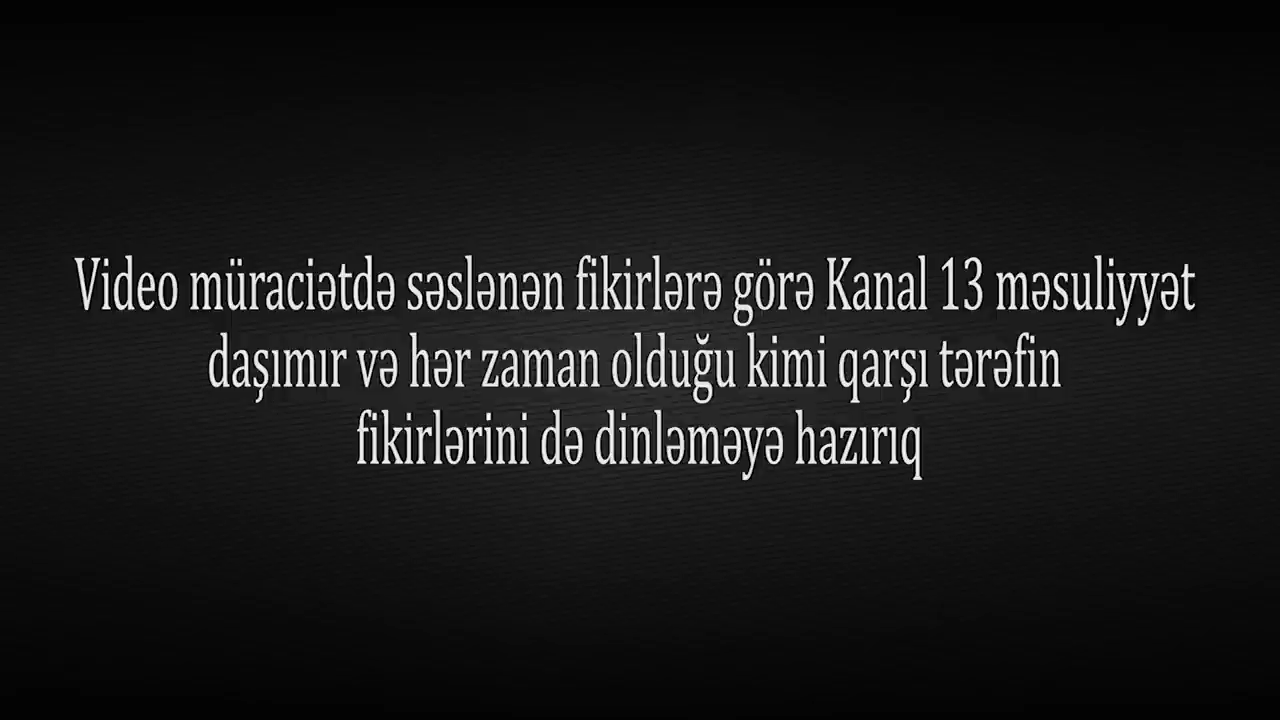 Video müraciətdə səslənən fikirlərə görə Kanal 13 məsuliyyət
daşımır və hər zaman olduğu kimi qarşı tərəfin
fikirlərini də dinləməyə hazırıq